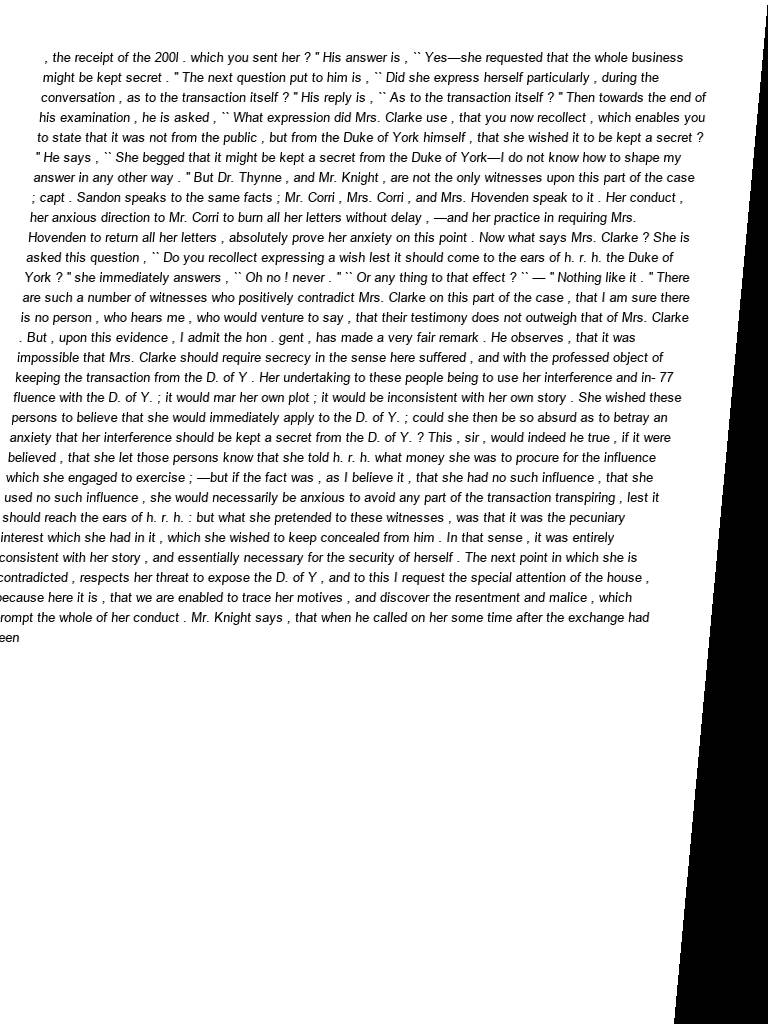 , the receipt of the 200l . which you sent her ? " His answer is , `` Yes—she requested that the whole business
might be kept secret . " The next question put to him is , `` Did she express herself particularly , during the
conversation , as to the transaction itself ? " His reply is , `` As to the transaction itself ? " Then towards the end of
his examination , he is asked , `` What expression did Mrs. Clarke use , that you now recollect , which enables you
to state that it was not from the public , but from the Duke of York himself , that she wished it to be kept a secret ?
" He says , `` She begged that it might be kept a secret from the Duke of York—I do not know how to shape my
answer in any other way . " But Dr. Thynne , and Mr. Knight , are not the only witnesses upon this part of the case
; capt . Sandon speaks to the same facts ; Mr. Corri , Mrs. Corri , and Mrs. Hovenden speak to it . Her conduct ,
her anxious direction to Mr. Corri to burn all her letters without delay , —and her practice in requiring Mrs.
Hovenden to return all her letters , absolutely prove her anxiety on this point . Now what says Mrs. Clarke ? She is
asked this question , `` Do you recollect expressing a wish lest it should come to the ears of h. r. h. the Duke of
York ? " she immediately answers , `` Oh no ! never . " `` Or any thing to that effect ? `` — " Nothing like it . " There
are such a number of witnesses who positively contradict Mrs. Clarke on this part of the case , that I am sure there
is no person , who hears me , who would venture to say , that their testimony does not outweigh that of Mrs. Clarke
. But , upon this evidence , I admit the hon . gent , has made a very fair remark . He observes , that it was
impossible that Mrs. Clarke should require secrecy in the sense here suffered , and with the professed object of
keeping the transaction from the D. of Y . Her undertaking to these people being to use her interference and in- 77
fluence with the D. of Y. ; it would mar her own plot ; it would be inconsistent with her own story . She wished these
persons to believe that she would immediately apply to the D. of Y. ; could she then be so absurd as to betray an
anxiety that her interference should be kept a secret from the D. of Y. ? This , sir , would indeed he true , if it were
believed , that she let those persons know that she told h. r. h. what money she was to procure for the influence
which she engaged to exercise ; —but if the fact was , as I believe it , that she had no such influence , that she
used no such influence , she would necessarily be anxious to avoid any part of the transaction transpiring , lest it
should reach the ears of h. r. h. : but what she pretended to these witnesses , was that it was the pecuniary
interest which she had in it , which she wished to keep concealed from him . In that sense , it was entirely
consistent with her story , and essentially necessary for the security of herself . The next point in which she is
contradicted , respects her threat to expose the D. of Y , and to this I request the special attention of the house ,
because here it is , that we are enabled to trace her motives , and discover the resentment and malice , which
rompt the whole of her conduct . Mr. Knight says , that when he called on her some time after the exchange had
een